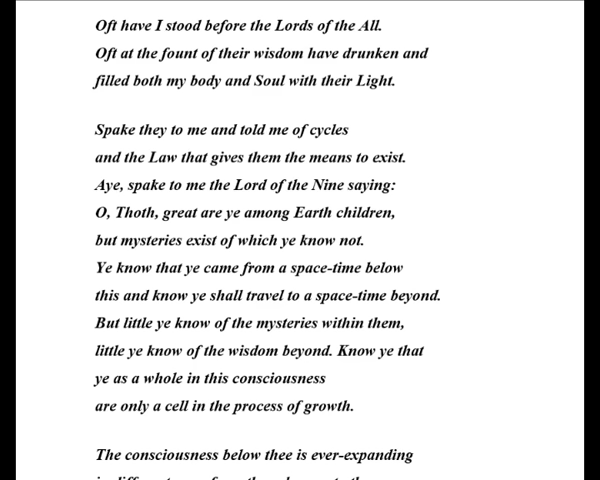 Oft have I stood before the Lords of the All.
Oft at the fount of their wisdom have drunken and
filled both my body and Soul with their Light.
Spake they to me and told me of cycles
and the Law that gives them the means to exist.
Aye, spake to me the Lord of the Nine saying:
O, Thoth, great are ye among Earth children,
but mysteries exist of which ye know not.
Ye know that ye came from a space-time below
this and know ye shall travel to a space-time beyond.
But little ye know of the mysteries within them,
little ye know of the wisdom beyond. Know ye that
ye as a whole in this consciousness
are only a cell in the process of growth.
The consciousness below thee is ever-expanding